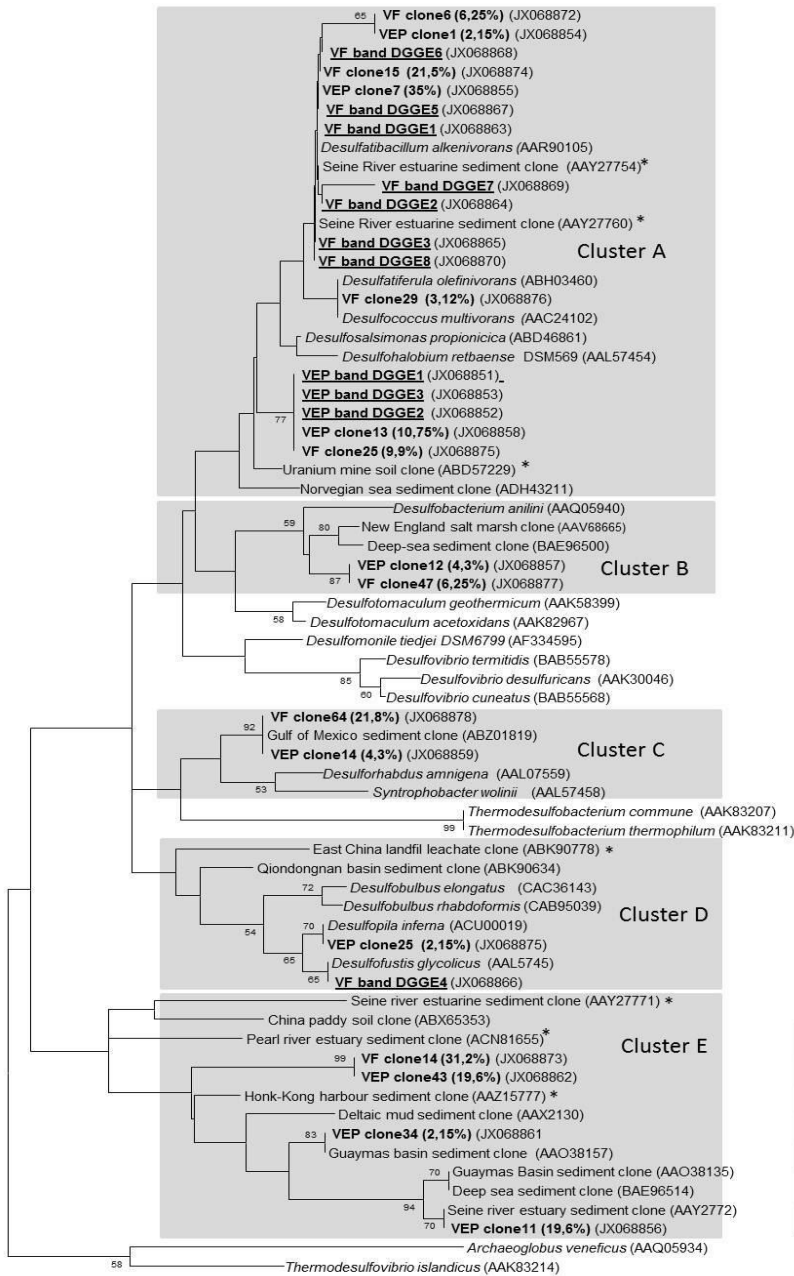 65
VF clone6 (6,25%) (JX068872)
VEP clone1 (2,15%) (JX068854)
VF band DGGE6 (JX068868)
VF clone15 (21,5%) (JX068874)
VEP clone7 (35%) (JX068855)
VF band DGGE5 (JX068867)
VF band DGGE1 (JX068863)
Desulfatibacillum alkenivorans (AAR90105)
Seine River estuarine sediment clone (AAY27754)*
VF band DGGE7 (JX068869)
VF band DGGE2 (JX068864)
Seine River estuarine sediment clone (AAY27760) *
VF band DGGE3 (JX068865)
Cluster A
VF band DGGE8 (JX068870)
Desulfatiferula olefinivorans (ABH03460)
VF clone29 (3,12%) (JX068876)
Desulfococcus multivorans (AAC24102)
Desulfosalsimonas propionicica (ABD46861)
Desulfohalobium retbaense DSM569 (AAL57454)
VEP band DGGE1 (JX068851)
VEP band DGGE3 (JX068853)
VEP band DGGE2 (JX068852)
77
VEP clone13 (10,75%) (JX068858)
VF clone25 (9,9%) (JX068875)
Uranium mine soil clone (ABD57229) *
Norvegian sea sediment clone (ADH43211)
Desulfobacterium anilini (AAQ05940)
59
80
New England salt marsh clone (AAV68665)
Deep-sea sediment clone (BAE96500)
VEP clone12 (4,3%) (JX068857)
Cluster B
87
VF clone47 (6,25%) (JX068877)
Desulfotomaculum geothermicum (AAK58399)
58
Desulfotomaculum acetoxidans (AAK82967)
Desulfomonile tiedjei DSM6799 (AF334595)
Desulfovibrio termitidis (BAB55578)
85
Desulfovibrio desulfuricans (AAK30046)
60
Desulfovibrio cuneatus (BAB55568)
VF clone64 (21,8%) (JX068878)
92
Gulf of Mexico sediment clone (ABZ01819)
VEP clone14 (4,3%) (JX068859)
Cluster C
Desulforhabdus amnigena (AAL07559)
53
Syntrophobacter wolinii (AAL57458)
Thermodesulfobacterium commune (AAK83207)
99
Thermodesulfobacterium thermophilum (AAK83211)
East China landfil leachate clone (ABK90778) *
Qiondongnan basin sediment clone (ABK90634)
72
Desulfobulbus elongatus (CAC36143)
Desulfobulbus rhabdoformis (CAB95039)
Cluster D
54
70
Desulfopila inferna (ACU00019)
VEP clone25 (2,15%) (JX068875)
65
Desulfofustis glycolicus (AAL5745)
65
VF band DGGE4 (JX068866)
Seine river estuarine sediment clone (AAY27771) *
China paddy soil clone (ABX65353)
Pearl river estuary sediment clone (ACN81655)*
Cluster E
99
VF clone14 (31,2%) (JX068873)
VEP clone43 (19,6%) (JX068862)
Honk-Kong harbour sediment clone (AAZ15777) *
Deltaic mud sediment clone (AAX2130)
83
VEP clone34 (2,15%) (JX068861
Guaymas basin sediment clone (AAO38157)
70
Guaymas Basin sediment clone (AAO38135)
Deep sea sediment clone (BAE96514)
94
Seine river estuary sediment clone (AAY2772)
70
VEP clone11 (19,6%) (JX068856)
Archaeoglobus veneficus (AAQ05934)
58
Thermodesulfovibrio islandicus (AAK83214)